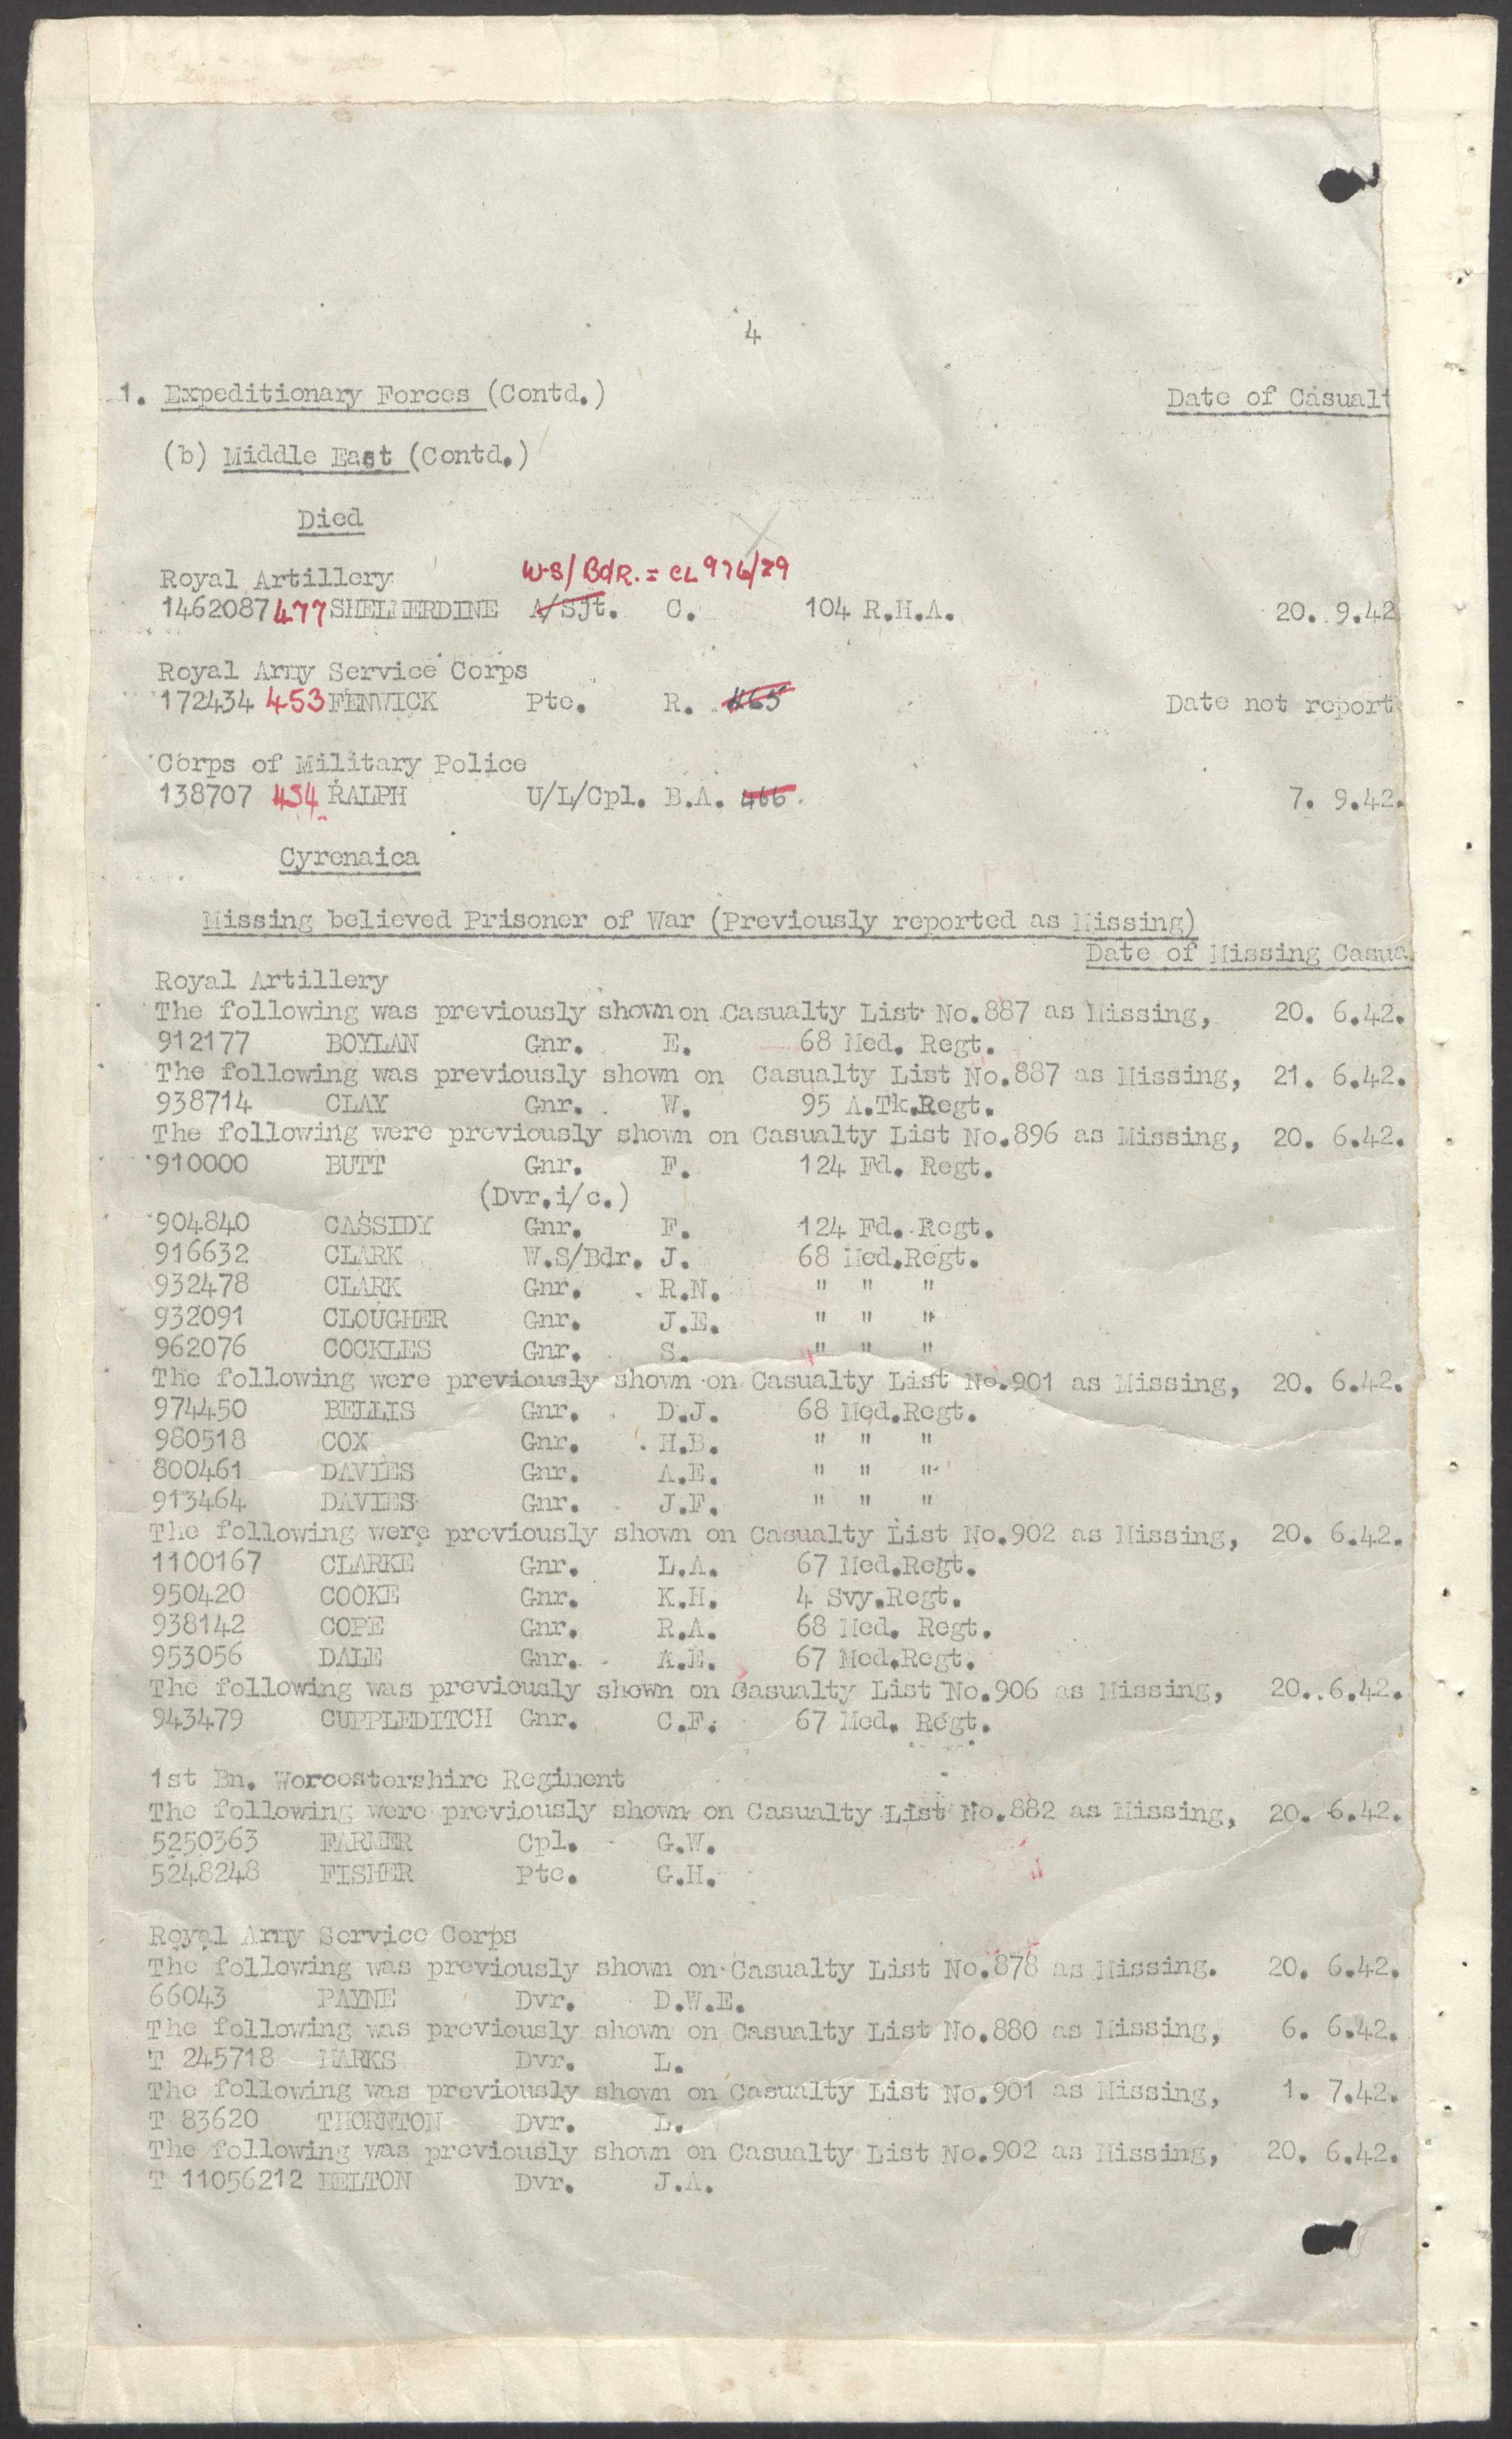 4
1. Expeditionary Forces (Contd.) Date of Casualt
(b) Middle East (Contd.)
Died
Royal Artillery W-S/BdR. = CL 976/29
1462087 477 SHELMERDINE A/Sjt. C. 104 R.H.A. 20. 9.42
Royal Army Service Corps
172434 453 FENWICK Pte. R. 465 Date not report
Corps of Military Police
138707 454 RALPH U/L/Cpl. B.A. 466 7. 9.42.
Cyrenaica
Missing believed Prisoner of War (Previously reported as Missing)
Date of Missing Casua
Royal Artillery
The following was previously shown on Casualty List No.887 as Missing, 20. 6.42.
912177 BOYLAN Gnr. E. 68 Med. Regt.
The following was previously shown on Casualty List No.887 as Missing, 21. 6.42.
938714 CLAY Gnr. W. 95 A.Tk.Regt.
The following were previously shown on Casualty List No.896 as Missing, 20. 6.42.
910000 BUTT Gnr. F. 124 Fd. Regt.
(Dvr.i/c.)
904840 CASSIDY Gnr. F. 124 Fd. Regt.
916632 CLARK W.S/Bdr. J. 68 Med.Regt.
932478 CLARK Gnr. R.N. " " "
932091 CLOUGHER Gnr. J.E. " " "
962076 COCKLES Gnr. S. " " "
The following were previously shown on Casualty List No.901 as Missing, 20. 6.42.
974450 BELLIS Gnr. D.J. 68 Med.Regt.
980518 COX Gnr. H.B. " " "
800461 DAVIES Gnr. A.E. " " "
913464 DAVIES Gnr. J.F. " " "
The following were previously shown on Casualty List No.902 as Missing, 20. 6.42.
1100167 CLARKE Gnr. L.A. 67 Med.Regt.
950420 COOKE Gnr. K.H. 4 Svy.Regt.
938142 COPE Gnr. R.A. 68 Med. Regt.
953056 DALE Gnr. A.E. 67 Med.Regt.
The following was previously shown on Casualty List No.906 as Missing, 20. 6.42.
943479 CUPPLEDITCH Gnr. C.F. 67 Med. Regt.
1st Bn. Worcestershire Regiment
The following were previously shown on Casualty List No.882 as Missing, 20. 6.42.
5250363 FARMER Cpl. G.W.
5248248 FISHER Pte. G.H.
Royal Army Service Corps
The following was previously shown on Casualty List No.878 as Missing. 20. 6.42.
66043 PAYNE Dvr. D.W.E.
The following was previously shown on Casualty List No.880 as Missing, 6. 6.42.
T 245718 MARKS Dvr. L.
The following was previously shown on Casualty List No.901 as Missing, 1. 7.42.
T 83620 THORNTON Dvr. L.
The following was previously shown on Casualty List No.902 as Missing, 20. 6.42.
T 11056212 BELTON Dvr. J.A.